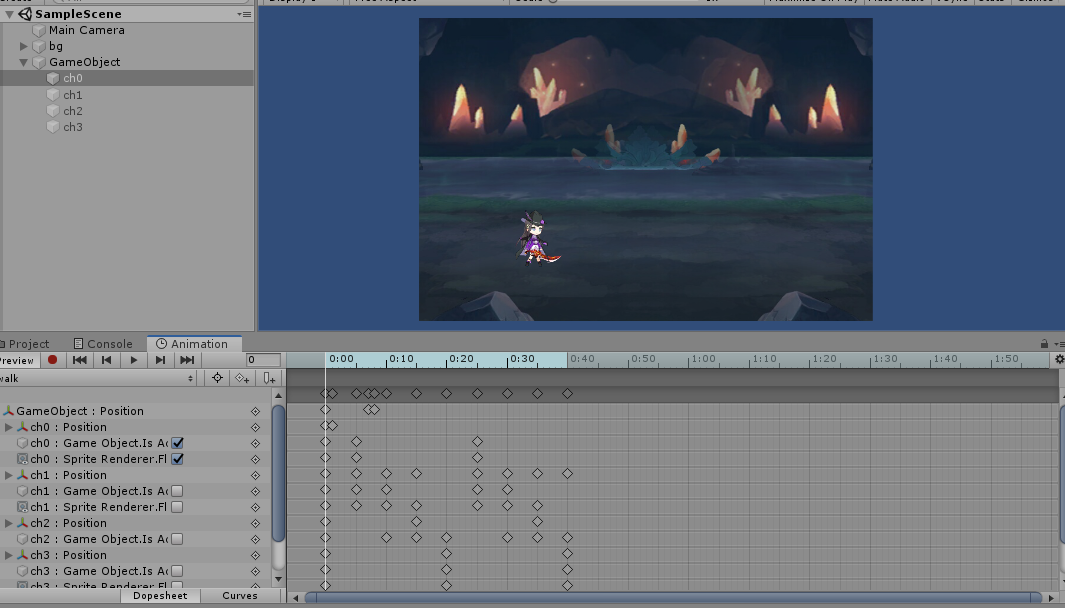 SampleScene
Main Camera
bg
GameObject
ch0
ch1
ch2
ch3
Project
Console
Animation
Preview
0
0:00 0:10 0:20 0:30 0:40 0:50 1:00 1:10 1:20 1:30 1:40 1:50
walk
GameObject : Position
ch0 : Position
ch0 : Game Object.Is Ac
ch0 : Sprite Renderer.Fl
ch1 : Position
ch1 : Game Object.Is Ac
ch1 : Sprite Renderer.Fl
ch2 : Position
ch2 : Game Object.Is Ac
ch3 : Position
ch3 : Game Object.Is Ac
ch3 : Sprite Renderer.Fl
Dopesheet
Curves